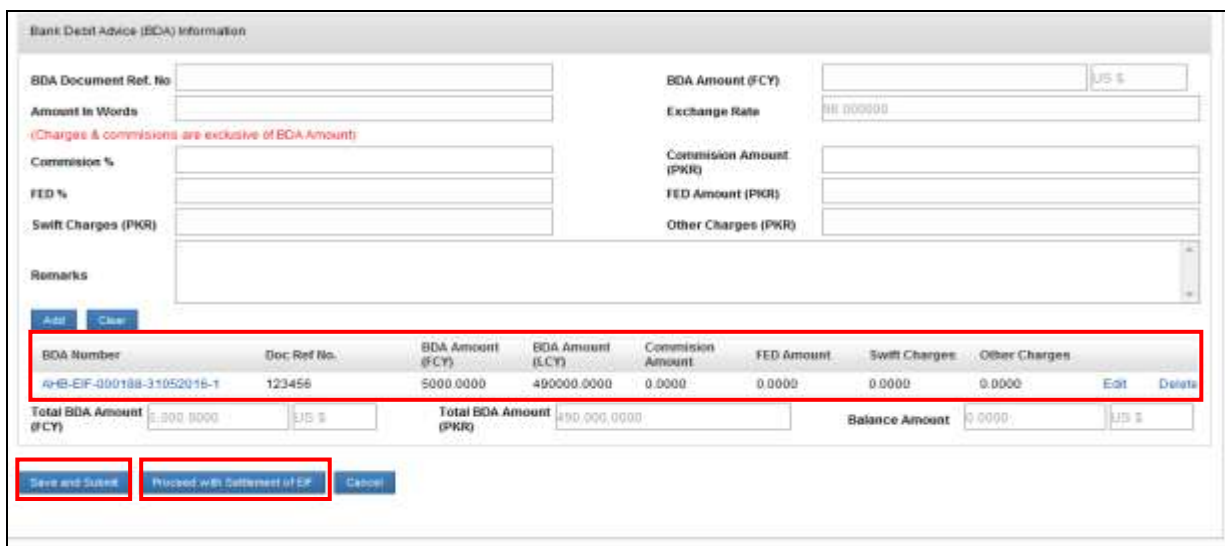 Bank Debit Advice (BDA) Information
BDA Document Ref. No BDA Amount (FCY) US $
Amount In Words Exchange Rate 98.000000
(Charges & commisions are exclusive of BDA Amount)
Commision % Commision Amount (PKR)
FED % FED Amount (PKR)
Swift Charges (PKR) Other Charges (PKR)
Remarks
Add Clear
BDA Number Doc Ref No. BDA Amount (FCY) BDA Amount (LCY) Commision Amount FED Amount Swift Charges Other Charges
AHB-EIF-000188-31052016-1 123456 5000.0000 490000.0000 0.0000 0.0000 0.0000 0.0000 Edit Delete
Total BDA Amount (FCY) 5,000.0000 US $ Total BDA Amount (PKR) 490,000.0000 Balance Amount 0.0000 US $
Save and Submit Proceed with Settlement of EIF Cancel